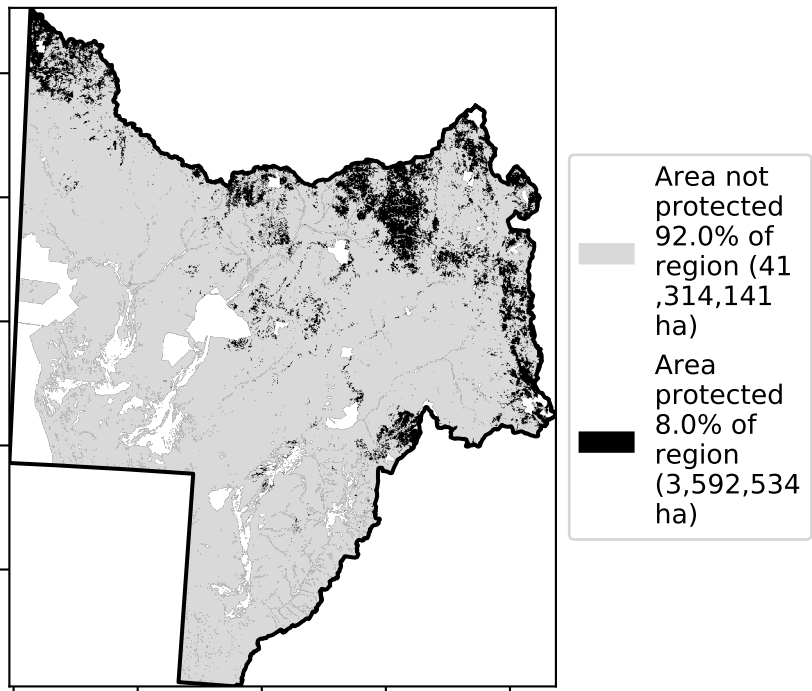 Area not
protected
92.0% of
region (41
,314,141
ha)
Area
protected
8.0% of
region
(3,592,534
ha)